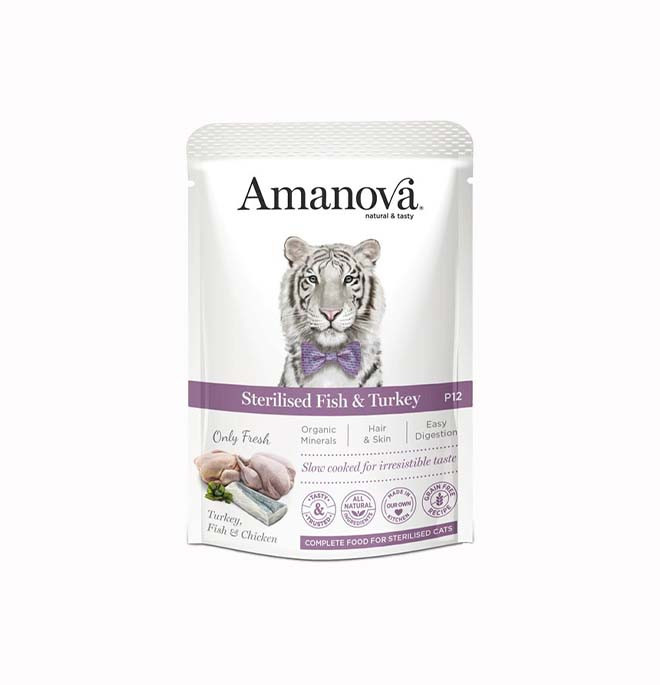 Amanova®
natural & tasty
Sterilised Fish & Turkey P12
Only Fresh
Organic
Minerals
Hair
& Skin
Easy
Digestion
Slow cooked for irresistible taste
TASTY
&
TRUSTED
ALL
NATURAL
INGREDIENTS
MADE IN
OUR OWN
KITCHEN
GRAIN FREE
RECIPE
Turkey,
Fish & Chicken
COMPLETE FOOD FOR STERILISED CATS